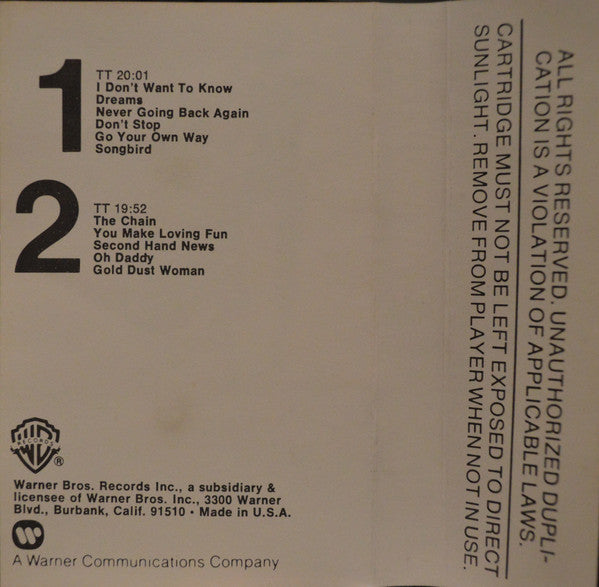 1
TT 20:01
I Don't Want To Know
Dreams
Never Going Back Again
Don't Stop
Go Your Own Way
Songbird
2
TT 19:52
The Chain
You Make Loving Fun
Second Hand News
Oh Daddy
Gold Dust Woman
WB
RECORDS
®
Warner Bros. Records Inc., a subsidiary &
licensee of Warner Bros. Inc., 3300 Warner
Blvd., Burbank, Calif. 91510 • Made in U.S.A.
A Warner Communications Company
ALL RIGHTS RESERVED. UNAUTHORIZED DUPLI-
CATION IS A VIOLATION OF APPLICABLE LAWS.
CARTRIDGE MUST NOT BE LEFT EXPOSED TO DIRECT
SUNLIGHT. REMOVE FROM PLAYER WHEN NOT IN USE.